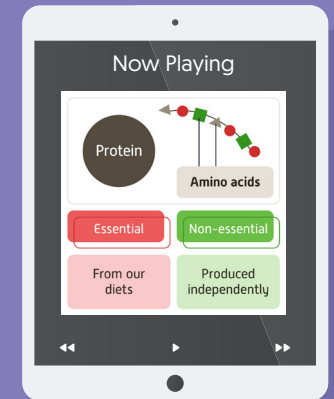 Now Playing
Protein
Amino acids
Essential
Non-essential
From our
diets
Produced
independently